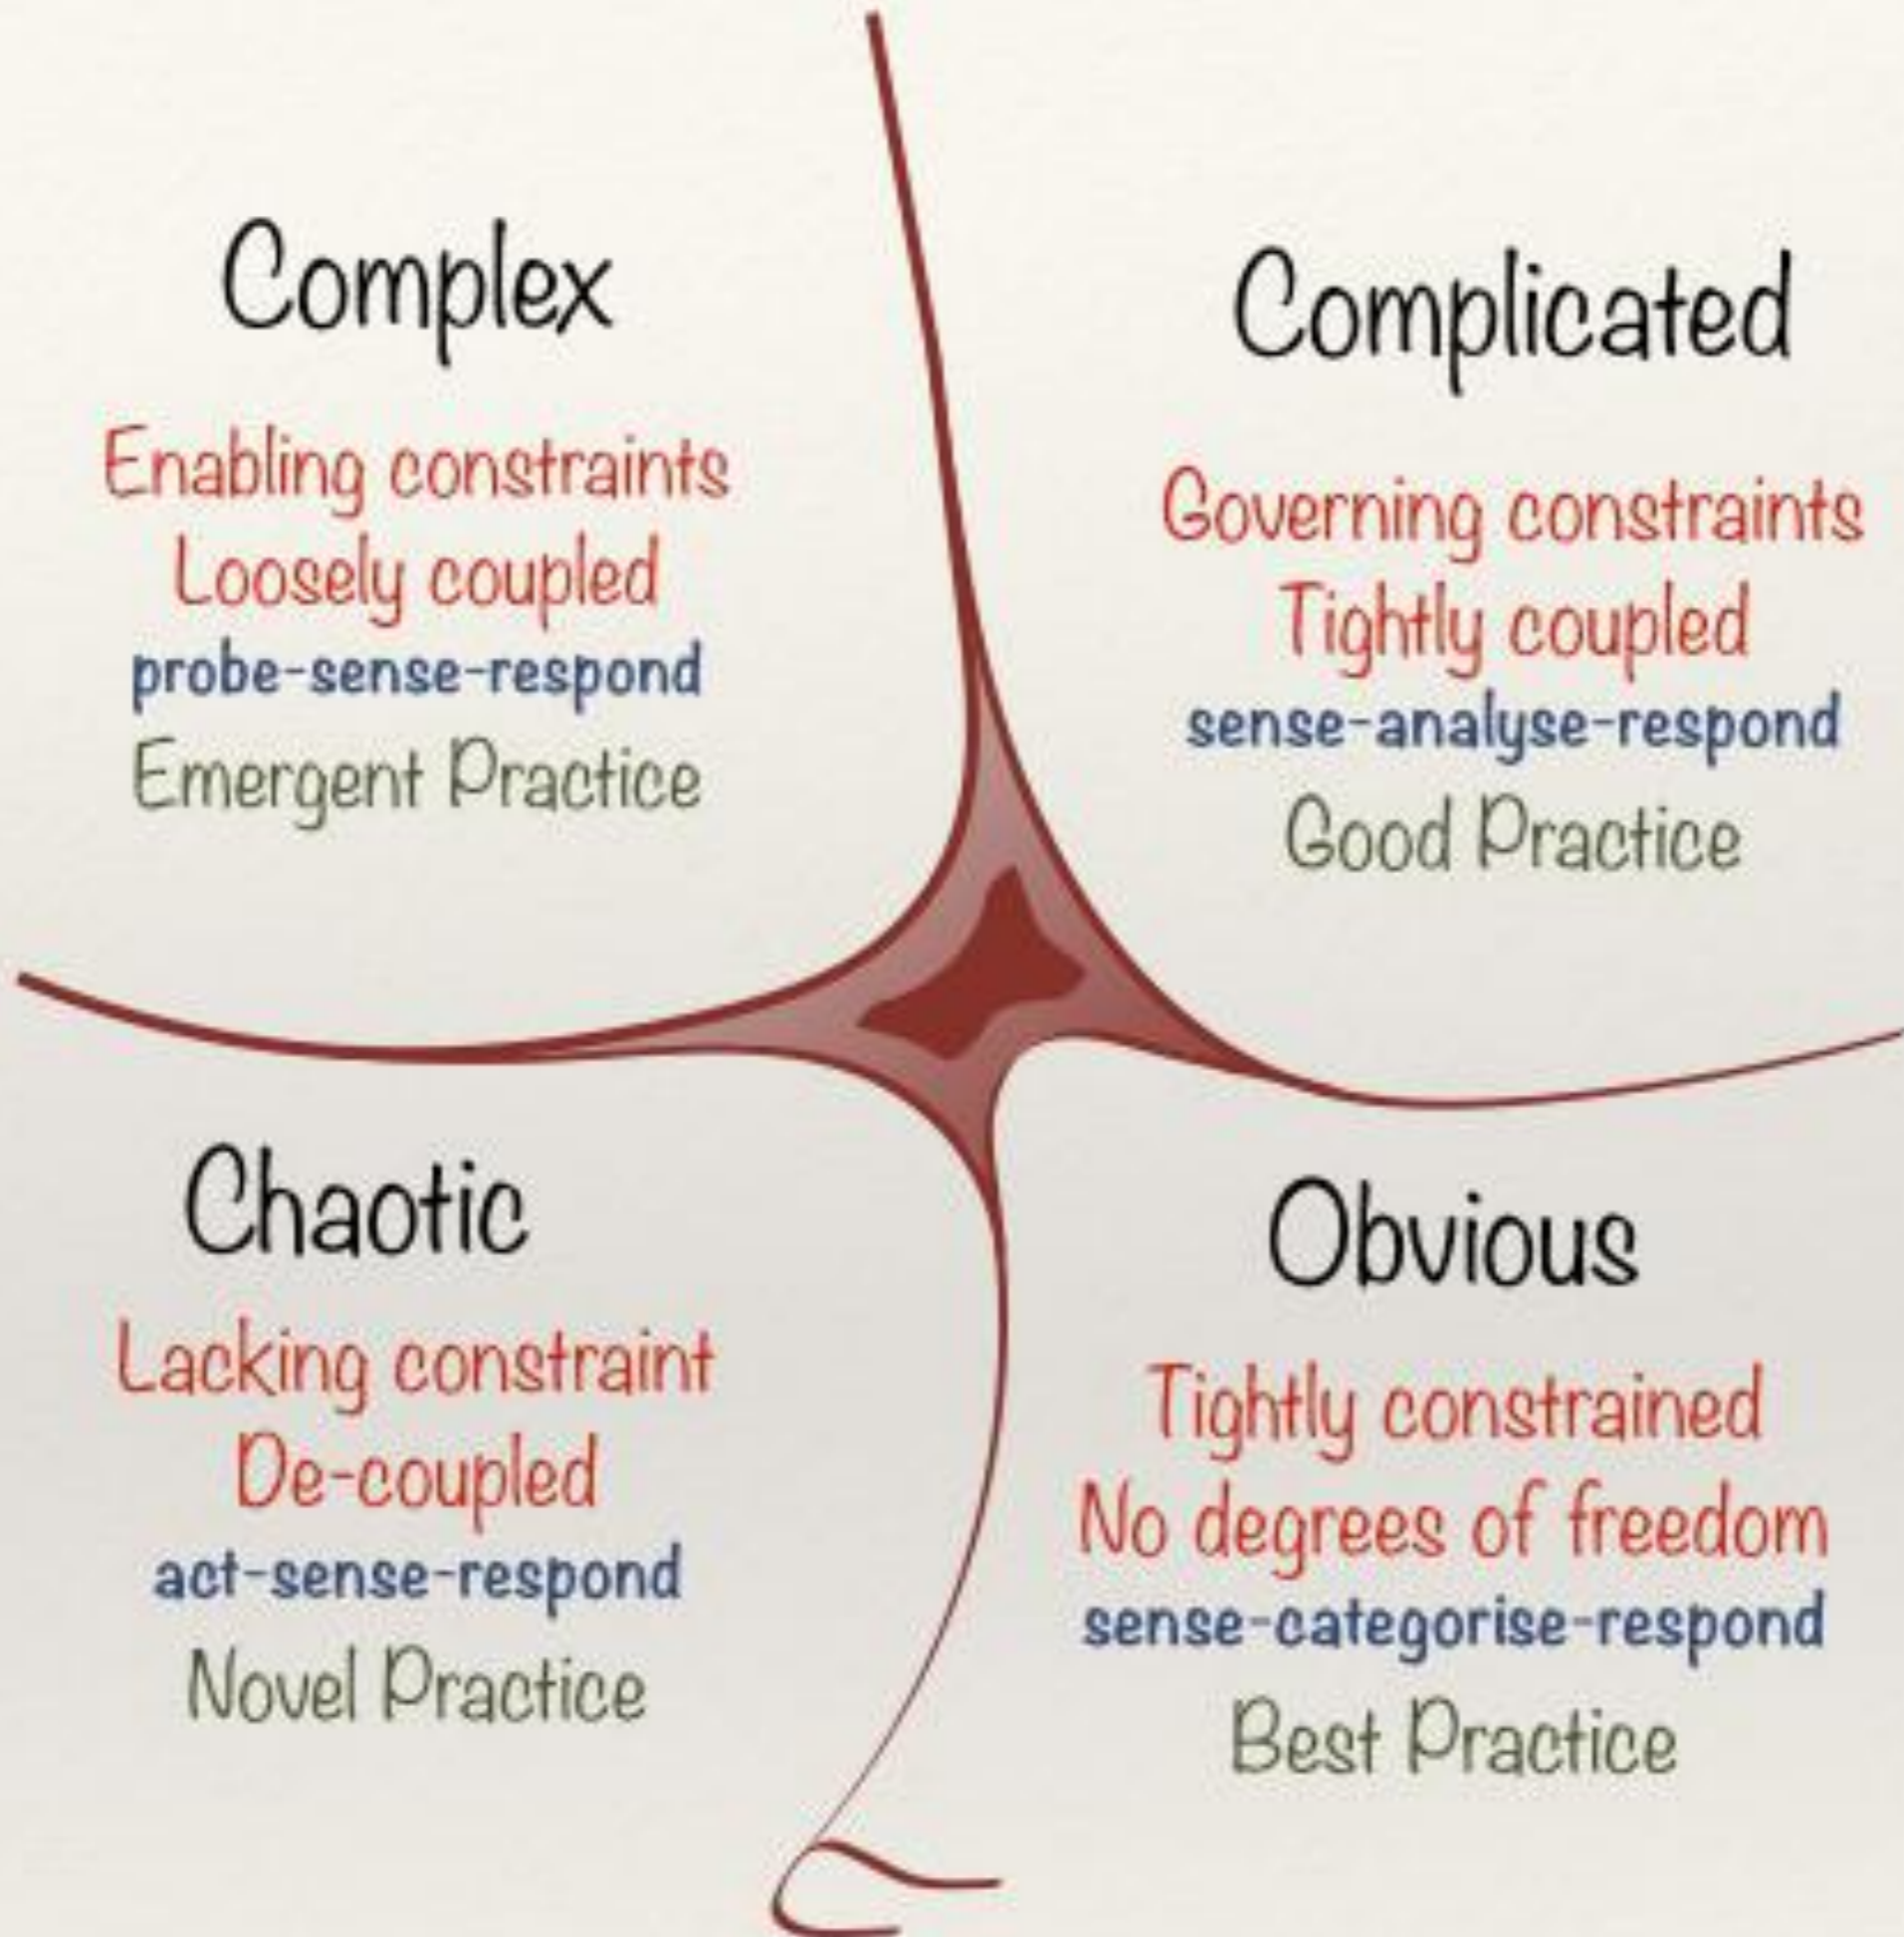 Complex
Enabling constraints
Loosely coupled
probe-sense-respond
Emergent Practice
Complicated
Governing constraints
Tightly coupled
sense-analyse-respond
Good Practice
Chaotic
Lacking constraint
De-coupled
act-sense-respond
Novel Practice
Obvious
Tightly constrained
No degrees of freedom
sense-categorise-respond
Best Practice